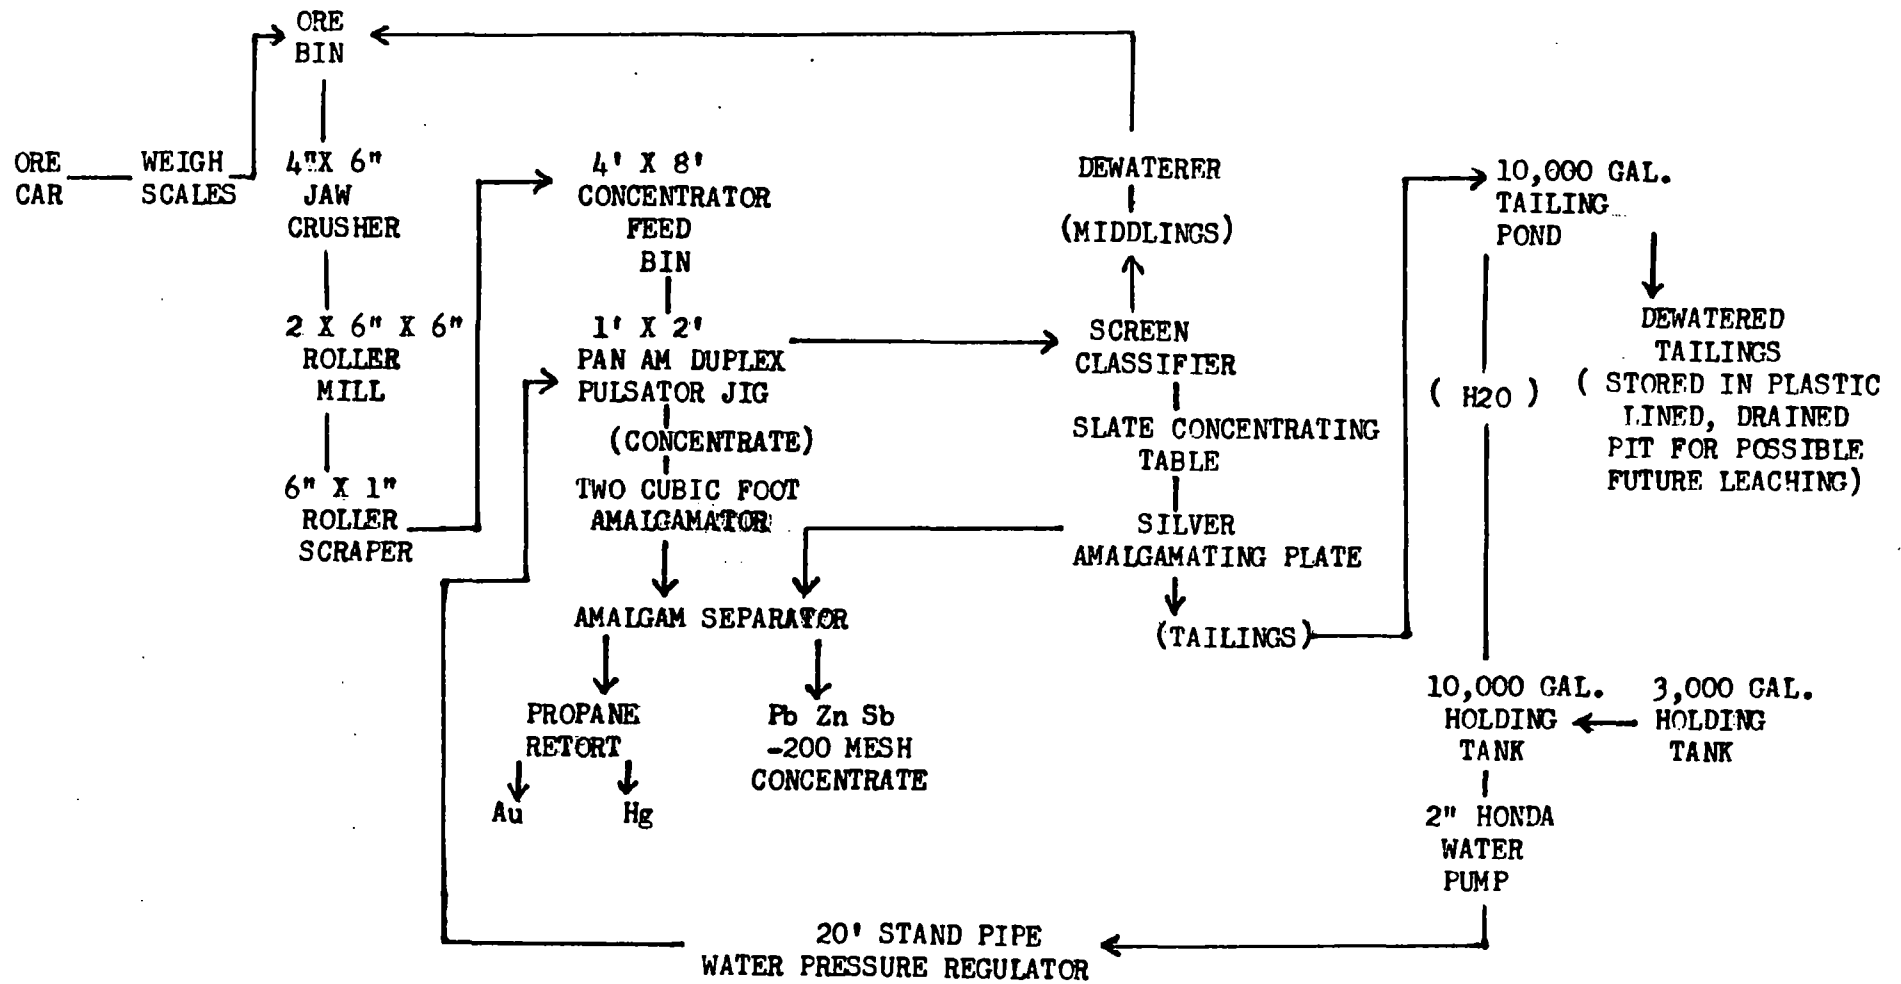 ORE
BIN
ORE
CAR
WEIGH
SCALES
4"X 6"
JAW
CRUSHER
2 X 6" X 6"
ROLLER
MILL
6" X 1"
ROLLER
SCRAPER
4' X 8'
CONCENTRATOR
FEED
BIN
1' X 2'
PAN AM DUPLEX
PULSATOR JIG
(CONCENTRATE)
TWO CUBIC FOOT
AMALGAMATOR
AMALGAM SEPARATOR
PROPANE
RETORT
Au
Hg
Pb Zn Sb
-200 MESH
CONCENTRATE
DEWATERER
(MIDDLINGS)
SCREEN
CLASSIFIER
SLATE CONCENTRATING
TABLE
SILVER
AMALGAMATING PLATE
(TAILINGS)
10,000 GAL.
TAILING
POND
DEWATERED
TAILINGS
( STORED IN PLASTIC
LINED, DRAINED
PIT FOR POSSIBLE
FUTURE LEACHING)
( H2O )
10,000 GAL.
HOLDING
TANK
3,000 GAL.
HOLDING
TANK
2" HONDA
WATER
PUMP
20' STAND PIPE
WATER PRESSURE REGULATOR